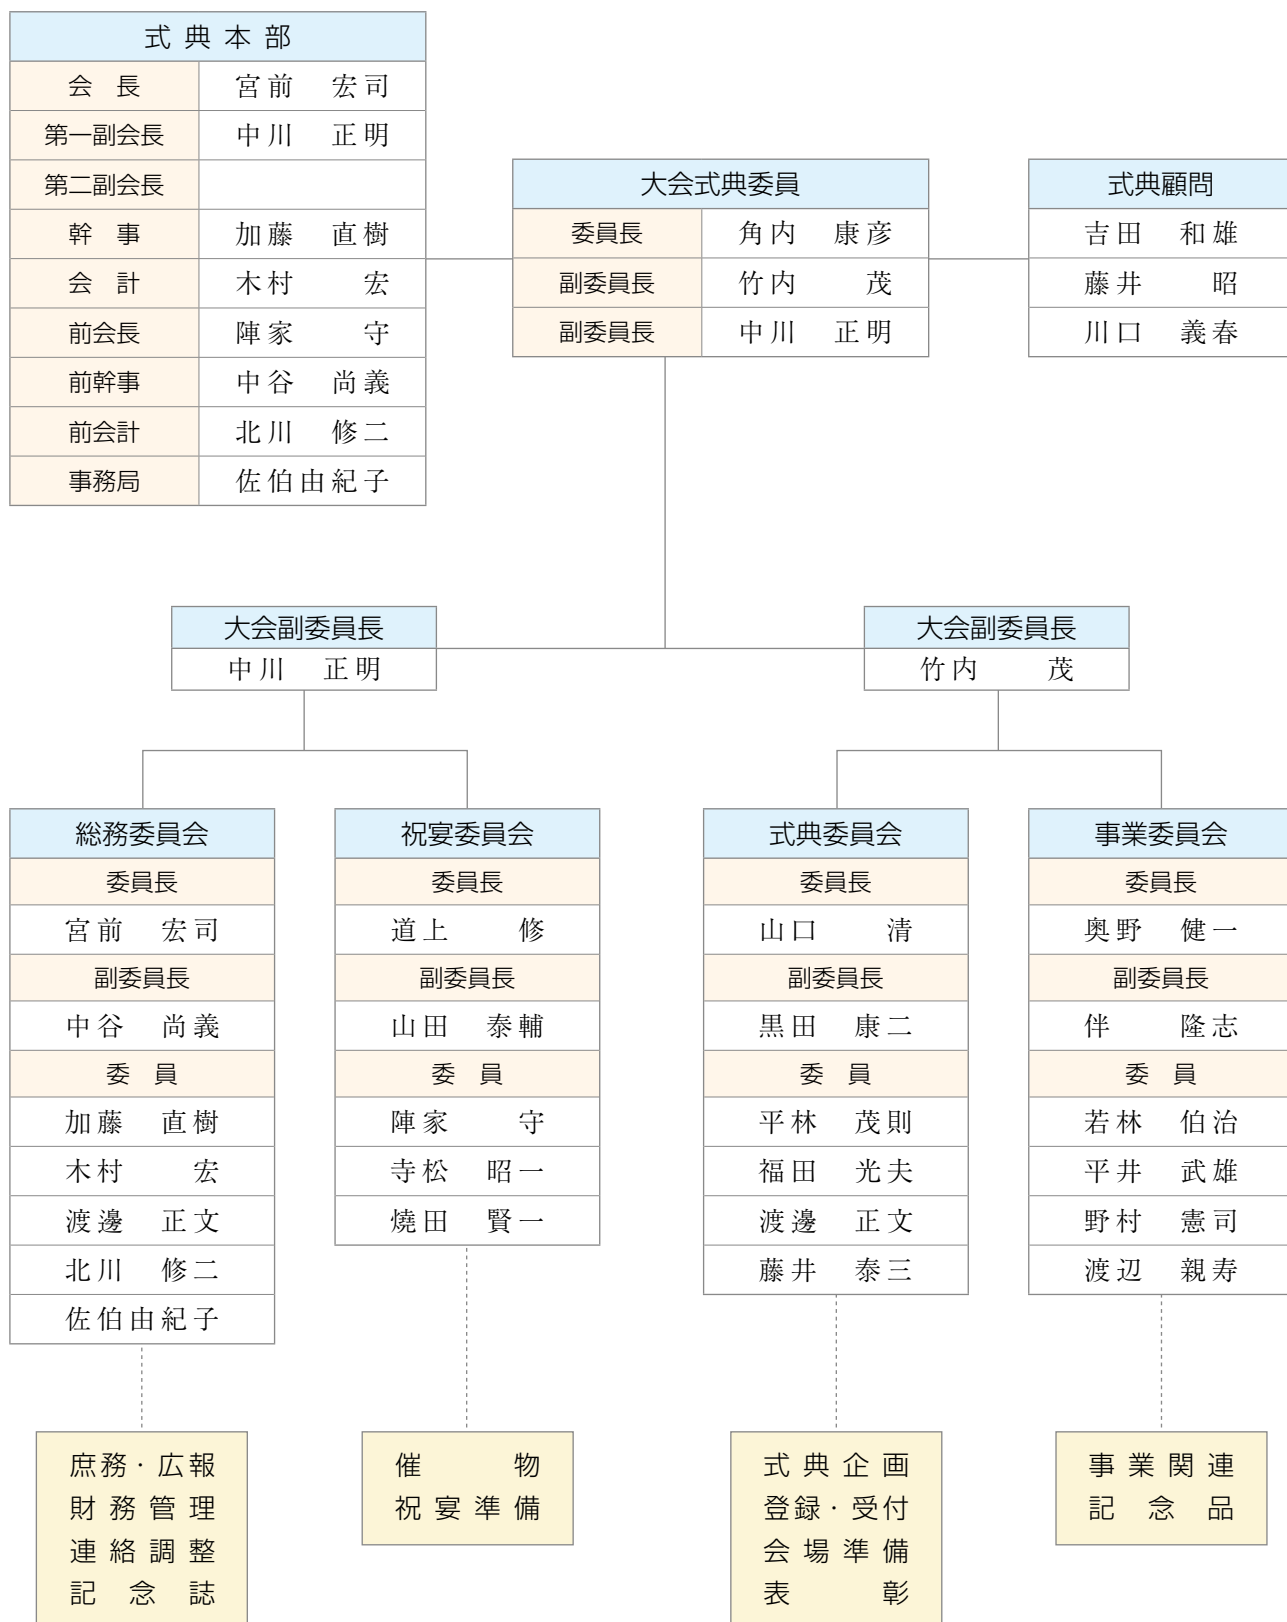 式典本部
会長 宮前 宏司
第一副会長 中川 正明
第二副会長
幹事 加藤 直樹
会計 木村 宏
前会長 陣家 守
前幹事 中谷 尚義
前会計 北川 修二
事務局 佐伯由紀子
大会式典委員
委員長 角内 康彦
副委員長 竹内 茂
副委員長 中川 正明
式典顧問
吉田 和雄
藤井 昭
川口 義春
大会副委員長
中川 正明
大会副委員長
竹内 茂
総務委員会
委員長
宮前 宏司
副委員長
中谷 尚義
委員
加藤 直樹
木村 宏
渡邊 正文
北川 修二
佐伯由紀子
庶務・広報
財務管理
連絡調整
記念誌
祝宴委員会
委員長
道上 修
副委員長
山田 泰輔
委員
陣家 守
寺松 昭一
燒田 賢一
催物
祝宴準備
式典委員会
委員長
山口 清
副委員長
黒田 康二
委員
平林 茂則
福田 光夫
渡邊 正文
藤井 泰三
式典企画
登録・受付
会場準備
表彰
事業委員会
委員長
奥野 健一
副委員長
伴 隆志
委員
若林 伯治
平井 武雄
野村 憲司
渡辺 親寿
事業関連
記念品